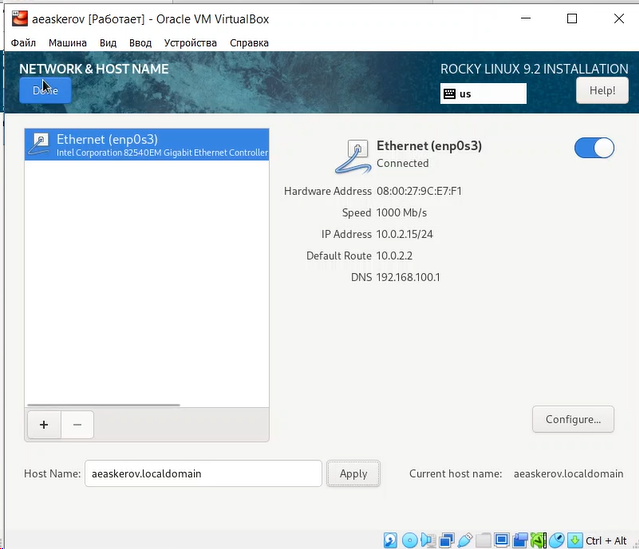 aeaskerov [Работает] - Oracle VM VirtualBox
Файл Машина Вид Ввод Устройства Справка
NETWORK & HOST NAME
ROCKY LINUX 9.2 INSTALLATION
Done
us
Help!
Ethernet (enp0s3)
Intel Corporation 82540EM Gigabit Ethernet Controller
Ethernet (enp0s3)
Connected
Hardware Address 08:00:27:9C:E7:F1
Speed 1000 Mb/s
IP Address 10.0.2.15/24
Default Route 10.0.2.2
DNS 192.168.100.1
+ −
Configure...
Host Name: aeaskerov.localdomain Apply Current host name: aeaskerov.localdomain
Ctrl + Alt